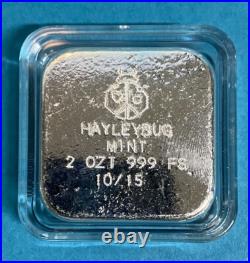 HAYLEYBUG
MINT
2 OZT 999 FS
10/15